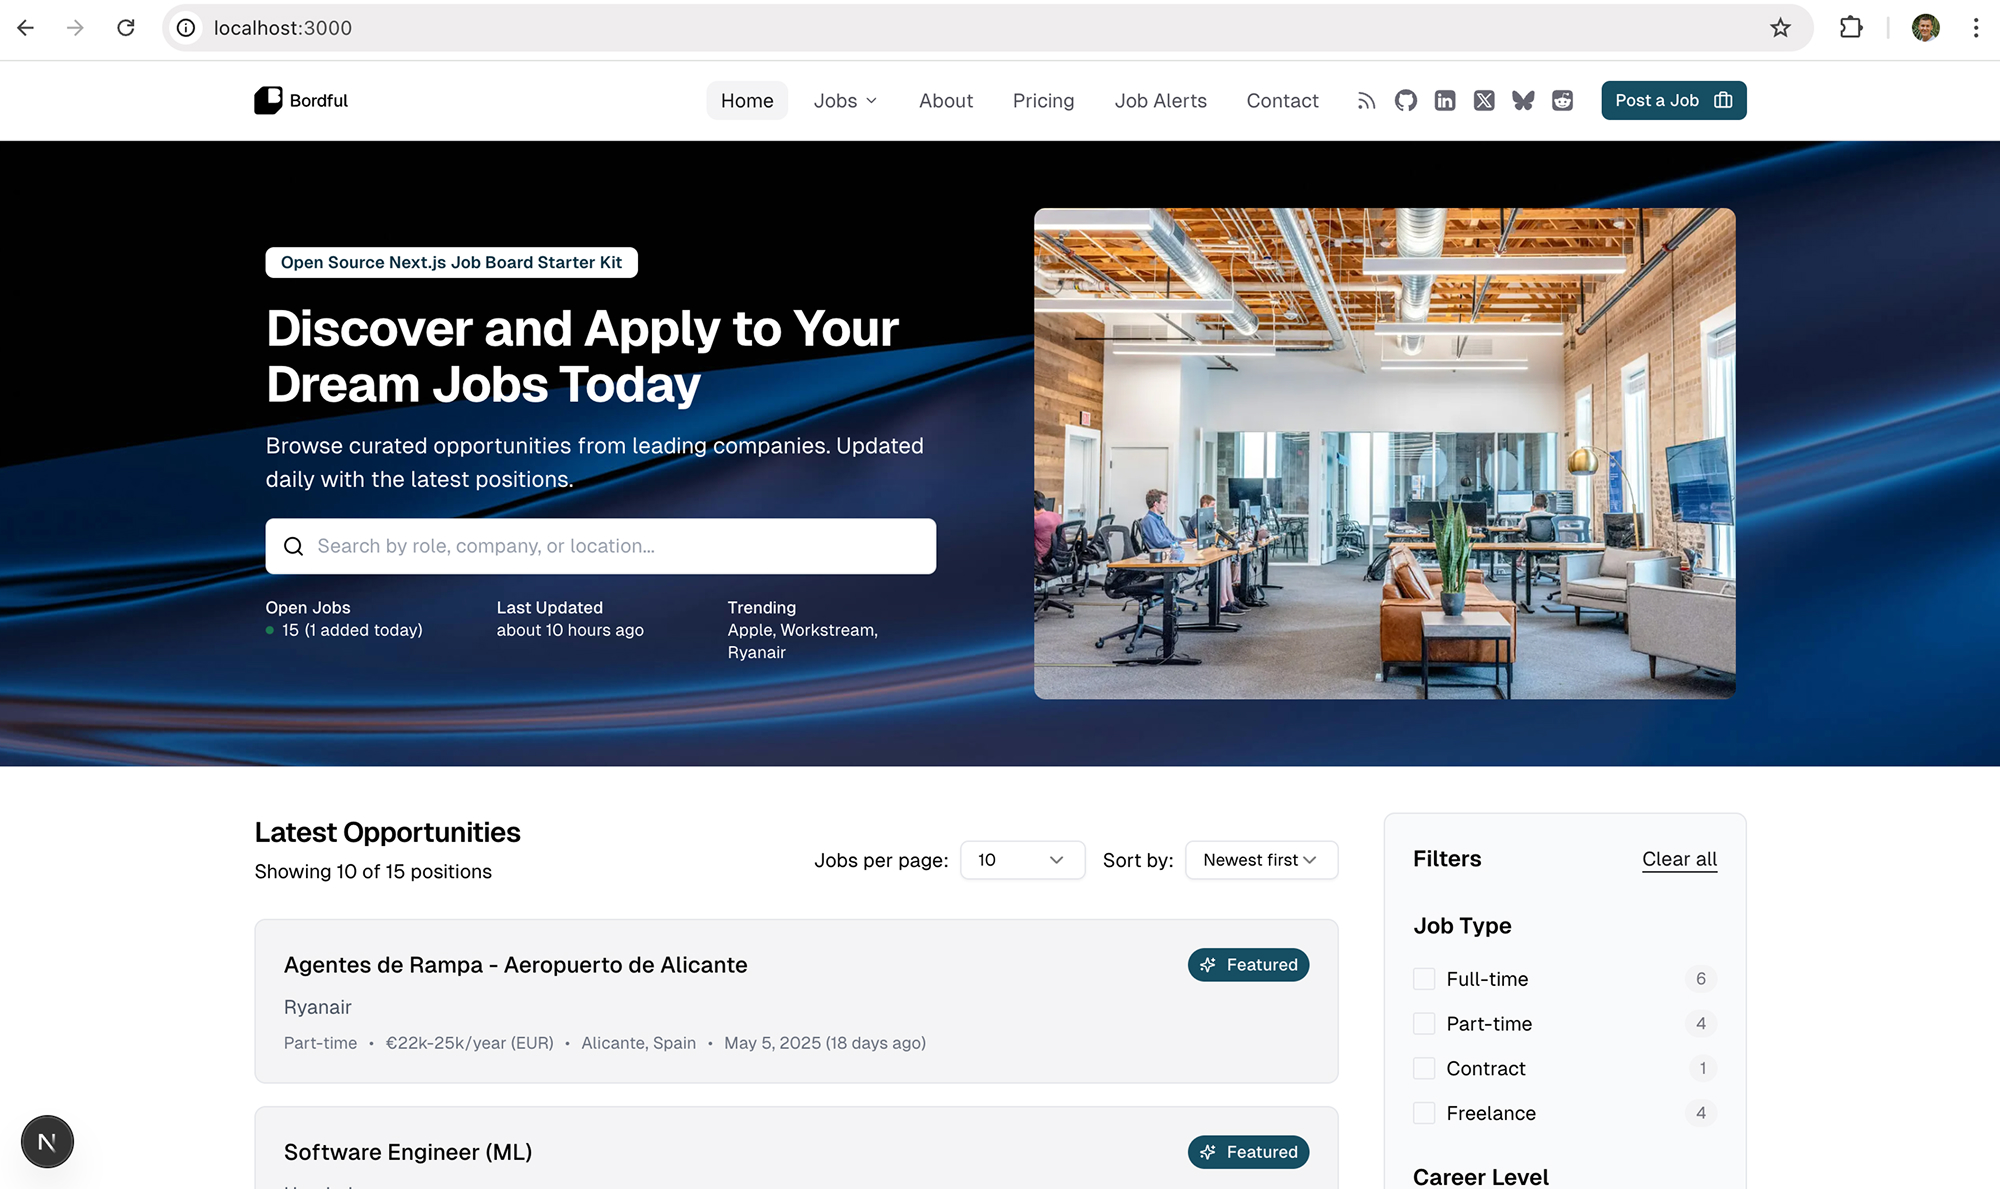 localhost:3000
Bordful
Home
Jobs
About
Pricing
Job Alerts
Contact
Post a Job
Open Source Next.js Job Board Starter Kit
Discover and Apply to Your
Dream Jobs Today
Browse curated opportunities from leading companies. Updated
daily with the latest positions.
Search by role, company, or location...
Open Jobs
15 (1 added today)
Last Updated
about 10 hours ago
Trending
Apple, Workstream,
Ryanair
Latest Opportunities
Showing 10 of 15 positions
Jobs per page:
10
Sort by:
Newest first
Agentes de Rampa - Aeropuerto de Alicante
Featured
Ryanair
Part-time • €22k-25k/year (EUR) • Alicante, Spain • May 5, 2025 (18 days ago)
Software Engineer (ML)
Featured
Filters
Clear all
Job Type
Full-time
6
Part-time
4
Contract
1
Freelance
4
Career Level
N